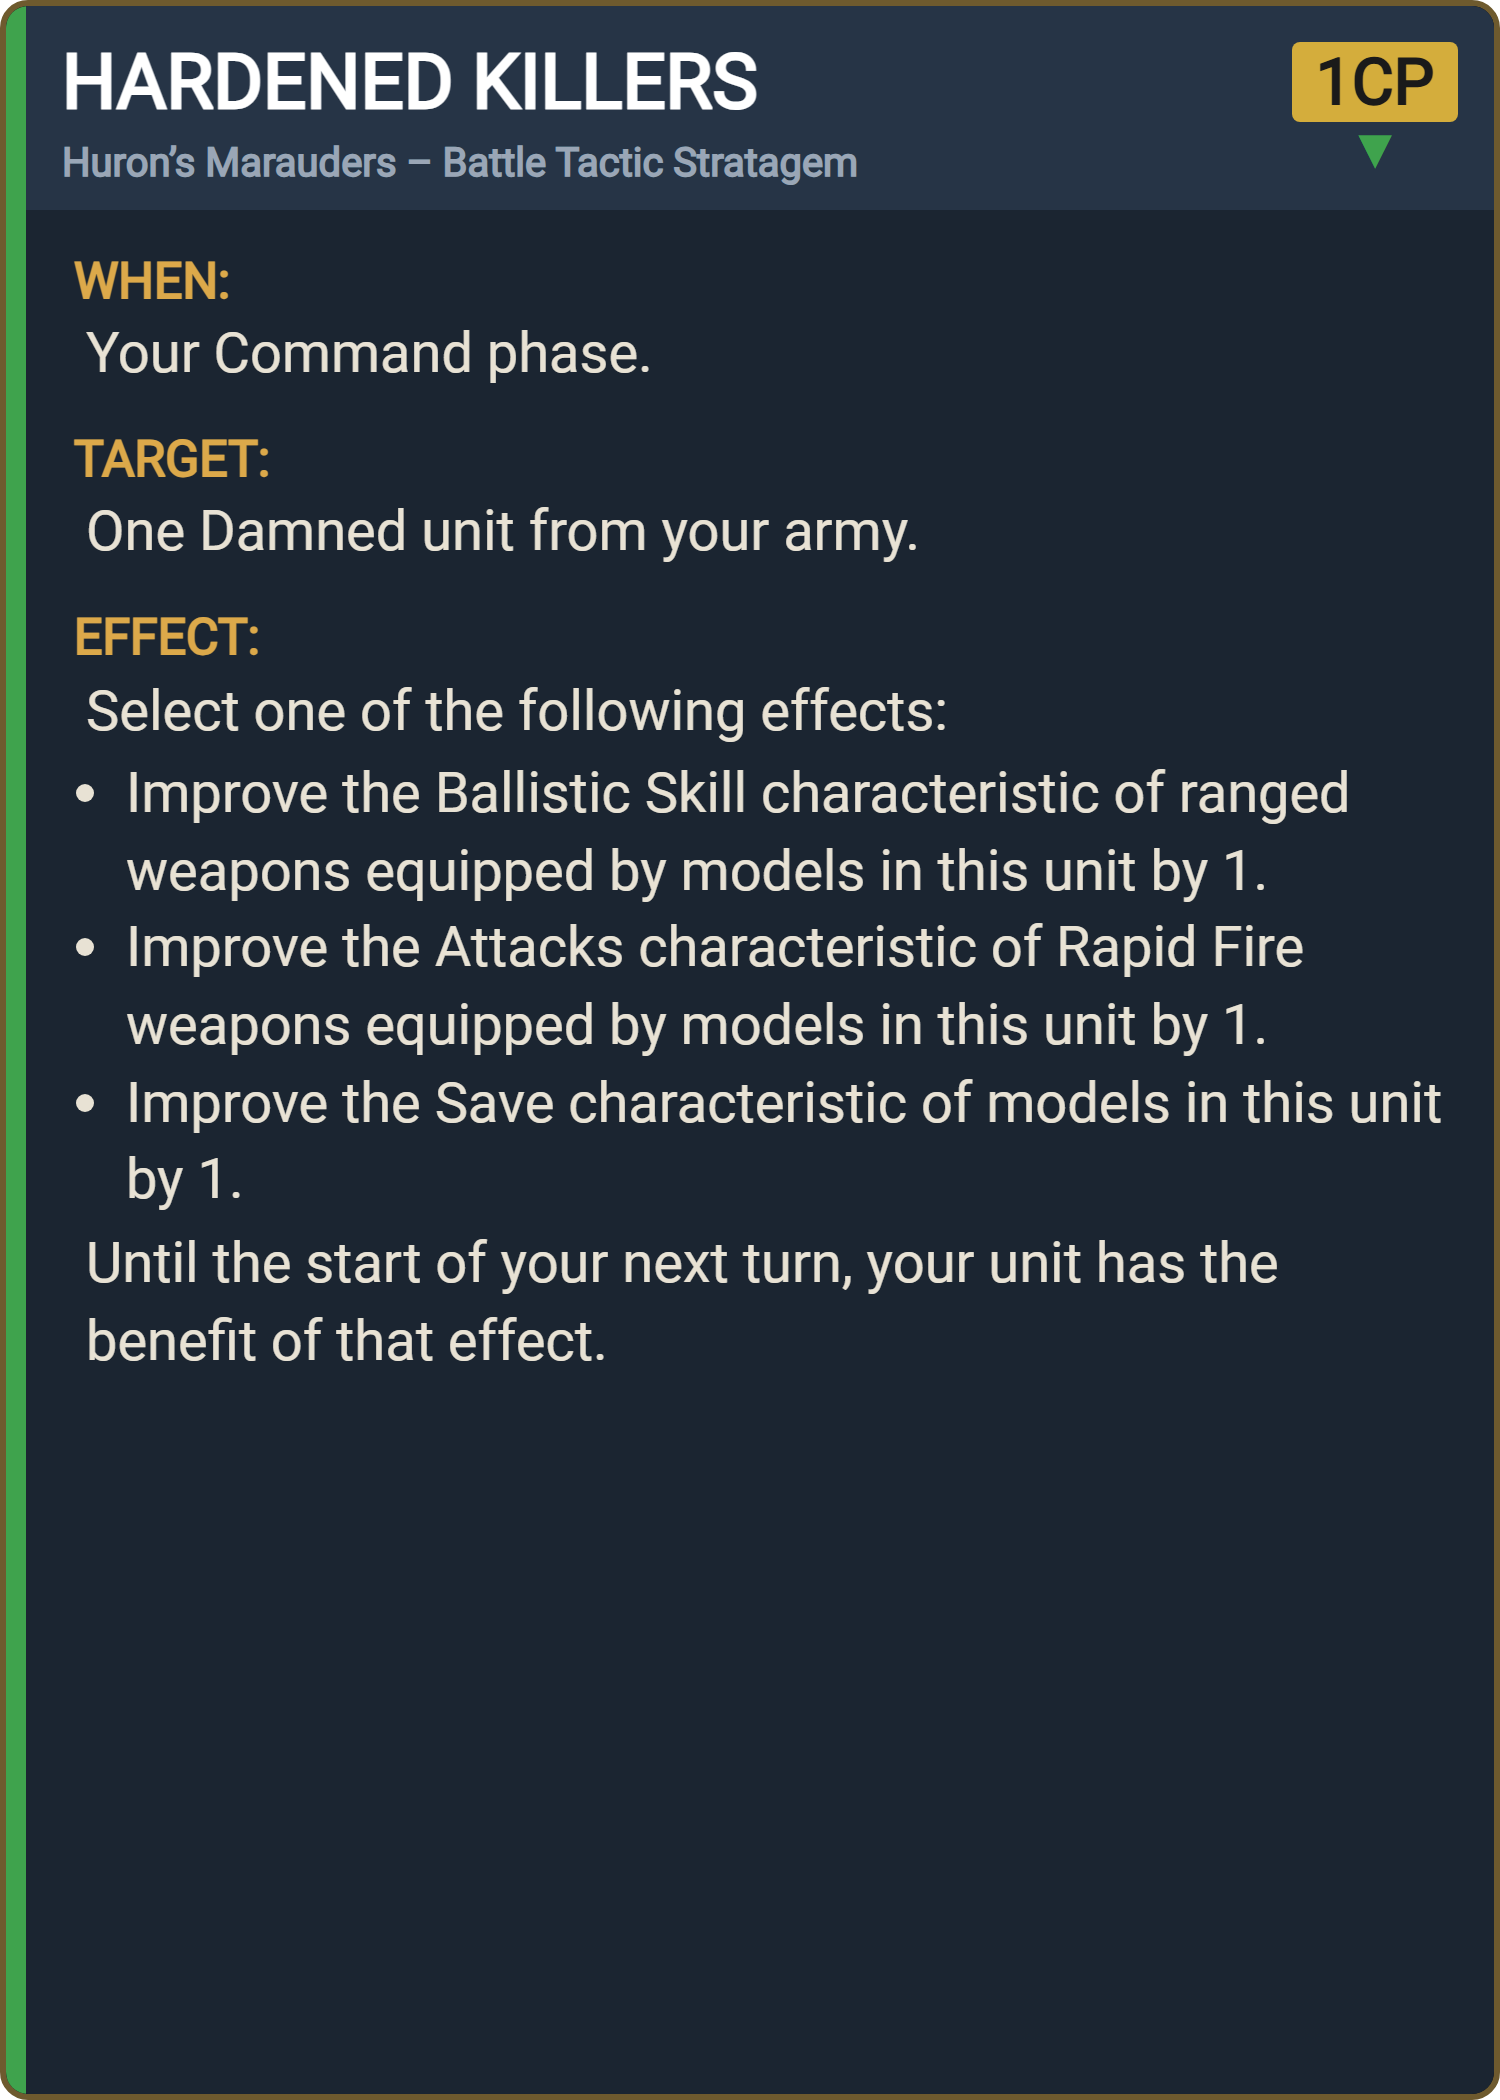 HARDENED KILLERS
1CP
Huron’s Marauders – Battle Tactic Stratagem
WHEN:
Your Command phase.
TARGET:
One Damned unit from your army.
EFFECT:
Select one of the following effects:
• Improve the Ballistic Skill characteristic of ranged
weapons equipped by models in this unit by 1.
• Improve the Attacks characteristic of Rapid Fire
weapons equipped by models in this unit by 1.
• Improve the Save characteristic of models in this unit
by 1.
Until the start of your next turn, your unit has the
benefit of that effect.